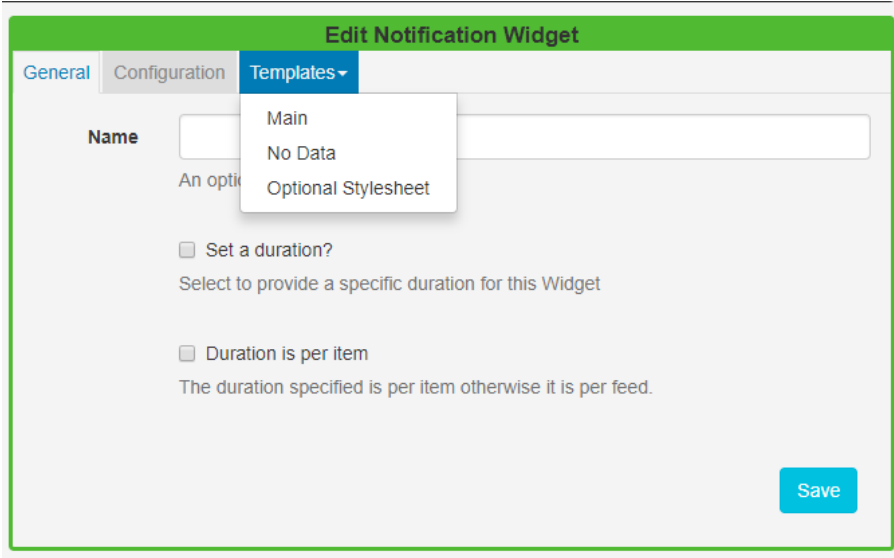 Edit Notification Widget
General Configuration Templates
Main
Name
No Data
An optio
Optional Stylesheet
Set a duration?
Select to provide a specific duration for this Widget
Duration is per item
The duration specified is per item otherwise it is per feed.
Save